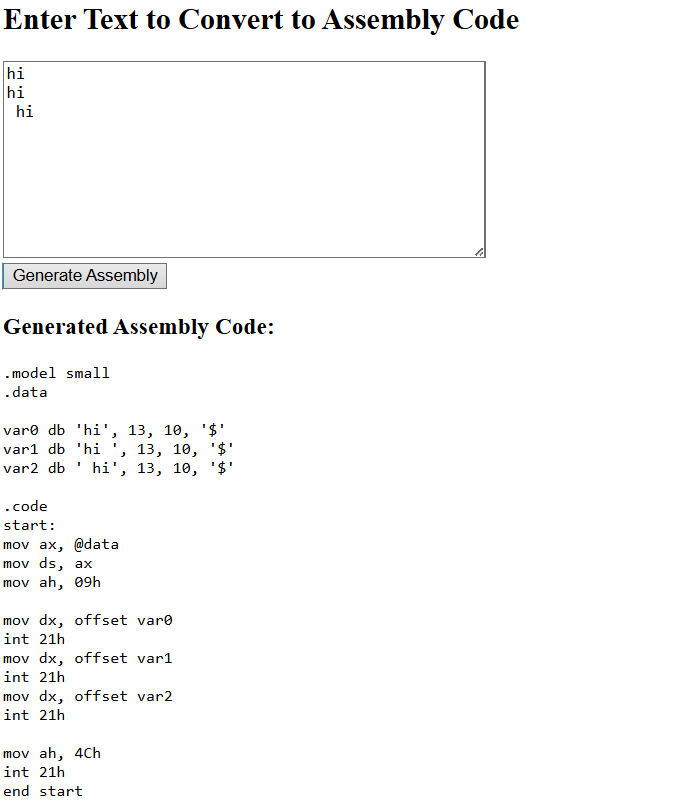 Enter Text to Convert to Assembly Code
hi
hi
 hi
Generate Assembly
Generated Assembly Code:
.model small
.data
var0 db 'hi', 13, 10, '$'
var1 db 'hi ', 13, 10, '$'
var2 db ' hi', 13, 10, '$'
.code
start:
mov ax, @data
mov ds, ax
mov ah, 09h
mov dx, offset var0
int 21h
mov dx, offset var1
int 21h
mov dx, offset var2
int 21h
mov ah, 4Ch
int 21h
end start